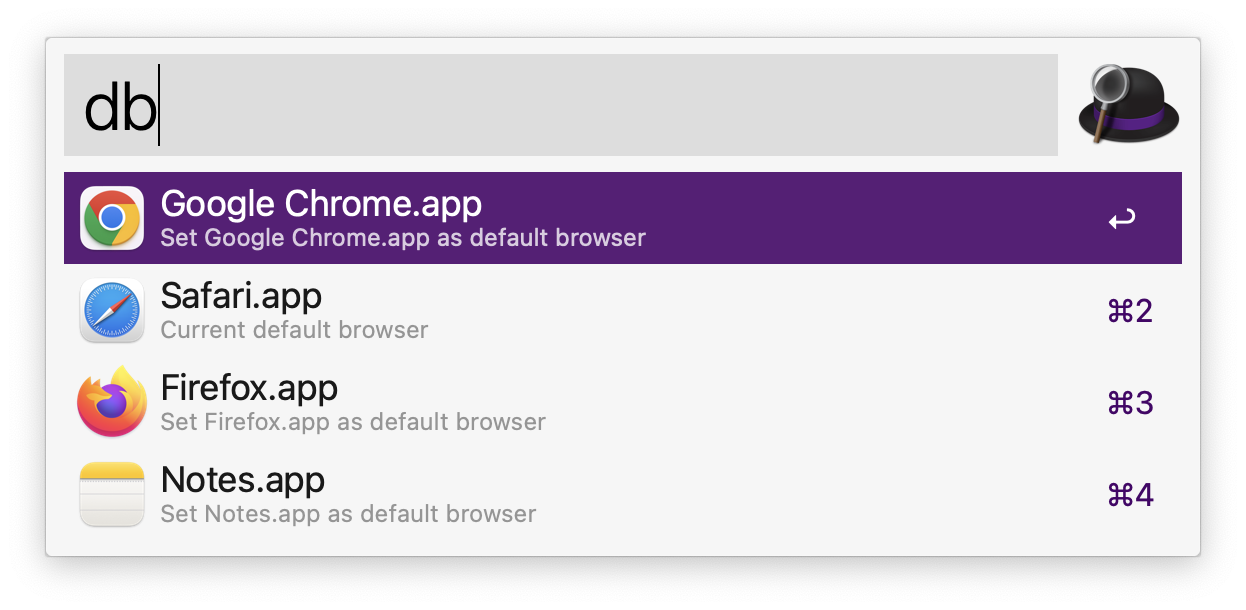 db
Google Chrome.app
Set Google Chrome.app as default browser
Safari.app
Current default browser
⌘2
Firefox.app
Set Firefox.app as default browser
⌘3
Notes.app
Set Notes.app as default browser
⌘4